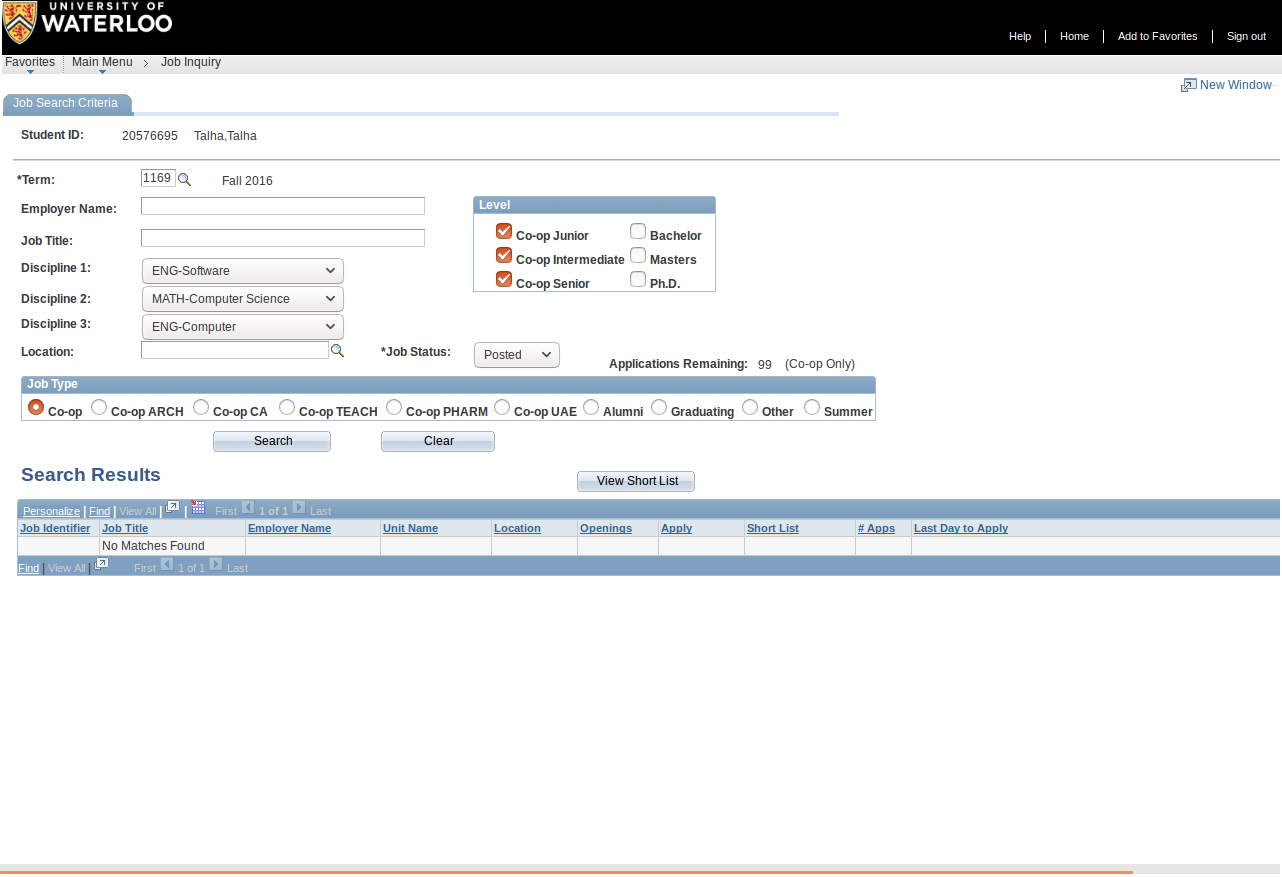 UNIVERSITY OF
WATERLOO
Help Home Add to Favorites Sign out
Favorites Main Menu Job Inquiry
New Window
Job Search Criteria
Student ID: 20576695 Talha,Talha
*Term: 1169 Fall 2016
Employer Name:
Level
Job Title:
Co-op Junior Bachelor
Co-op Intermediate Masters
Co-op Senior Ph.D.
Discipline 1: ENG-Software
Discipline 2: MATH-Computer Science
Discipline 3: ENG-Computer
Location: *Job Status: Posted
Applications Remaining: 99 (Co-op Only)
Job Type
Co-op Co-op ARCH Co-op CA Co-op TEACH Co-op PHARM Co-op UAE Alumni Graduating Other Summer
Search Clear
Search Results
View Short List
Personalize | Find | View All | | First 1 of 1 Last
Job Identifier Job Title Employer Name Unit Name Location Openings Apply Short List # Apps Last Day to Apply
No Matches Found
Find | View All | First 1 of 1 Last